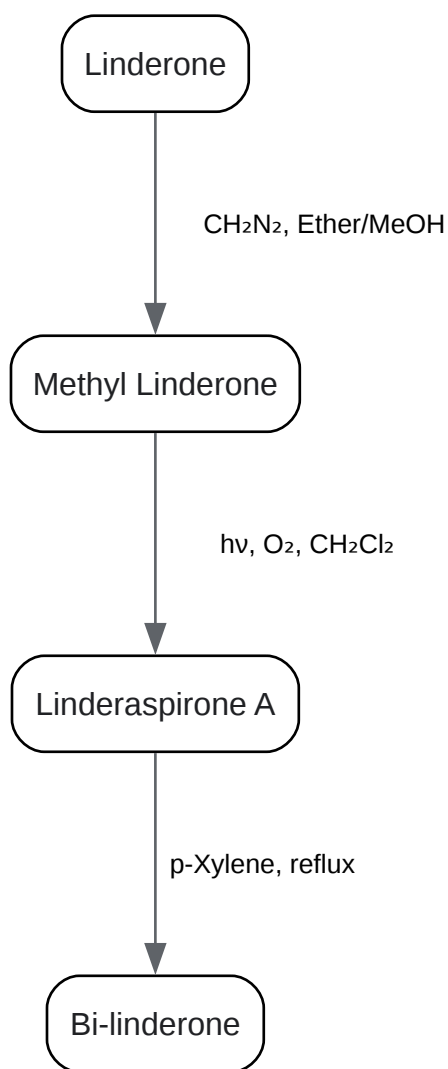 Linderone
CH₂N₂, Ether/MeOH
Methyl Linderone
hν, O₂, CH₂Cl₂
Linderaspirone A
p-Xylene, reflux
Bi-linderone